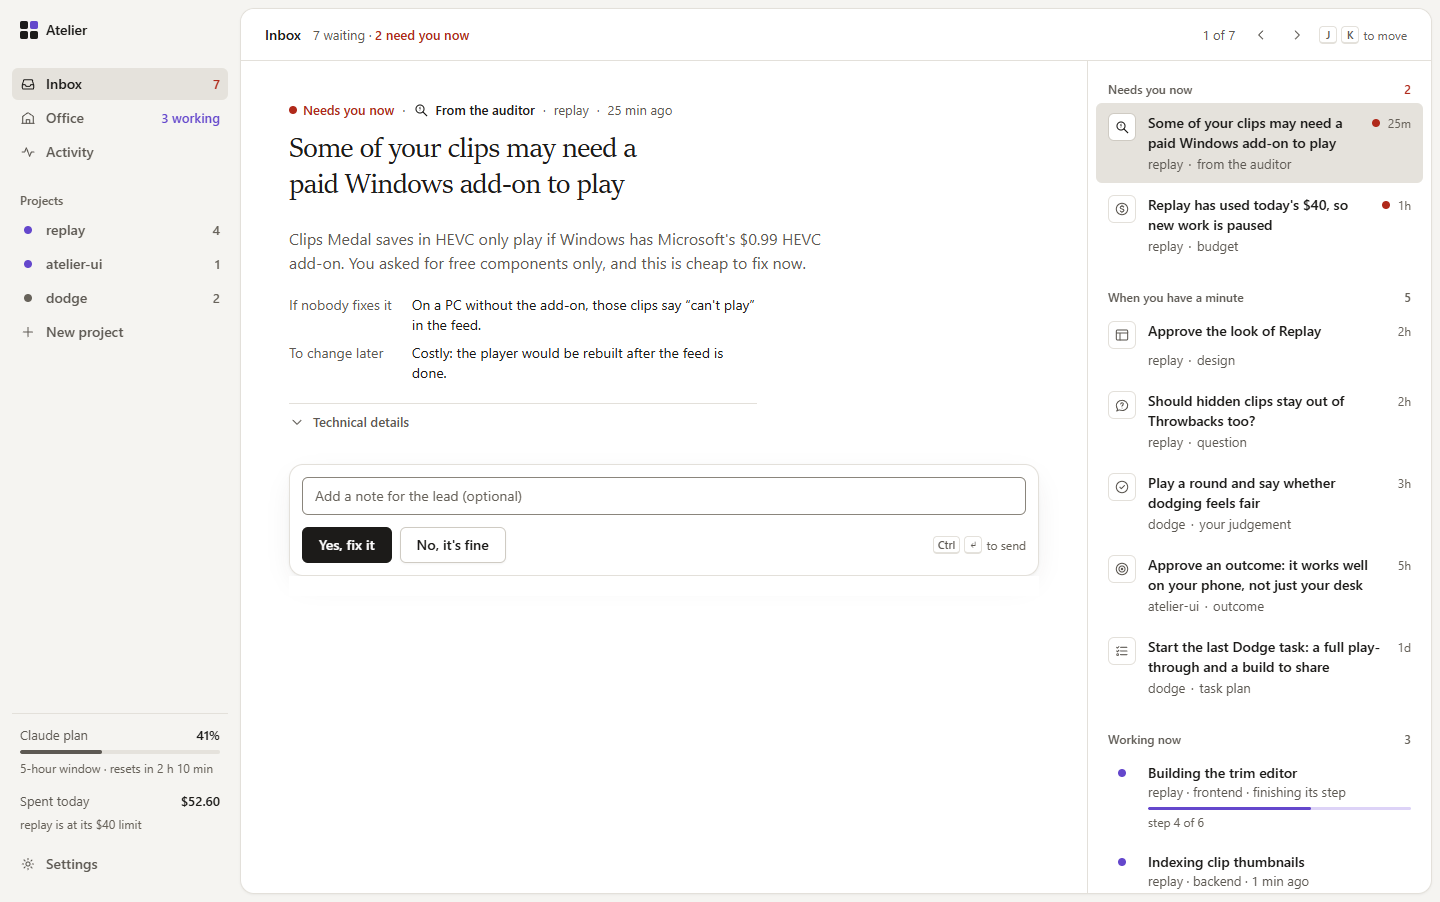 Atelier
Inbox 7
Office 3 working
Activity
Projects
replay 4
atelier-ui 1
dodge 2
New project
Claude plan 41%
5-hour window · resets in 2 h 10 min
Spent today $52.60
replay is at its $40 limit
Settings
Inbox 7 waiting · 2 need you now
1 of 7 J K to move
Needs you now · From the auditor · replay · 25 min ago
Some of your clips may need a
paid Windows add-on to play
Clips Medal saves in HEVC only play if Windows has Microsoft's $0.99 HEVC
add-on. You asked for free components only, and this is cheap to fix now.
If nobody fixes it On a PC without the add-on, those clips say “can't play”
in the feed.
To change later Costly: the player would be rebuilt after the feed is
done.
Technical details
Add a note for the lead (optional)
Yes, fix it No, it's fine Ctrl ↵ to send
Needs you now 2
Some of your clips may need a 25m
paid Windows add-on to play
replay · from the auditor
Replay has used today's $40, so 1h
new work is paused
replay · budget
When you have a minute 5
Approve the look of Replay 2h
replay · design
Should hidden clips stay out of 2h
Throwbacks too?
replay · question
Play a round and say whether 3h
dodging feels fair
dodge · your judgement
Approve an outcome: it works well 5h
on your phone, not just your desk
atelier-ui · outcome
Start the last Dodge task: a full play- 1d
through and a build to share
dodge · task plan
Working now 3
Building the trim editor
replay · frontend · finishing its step
step 4 of 6
Indexing clip thumbnails
replay · backend · 1 min ago